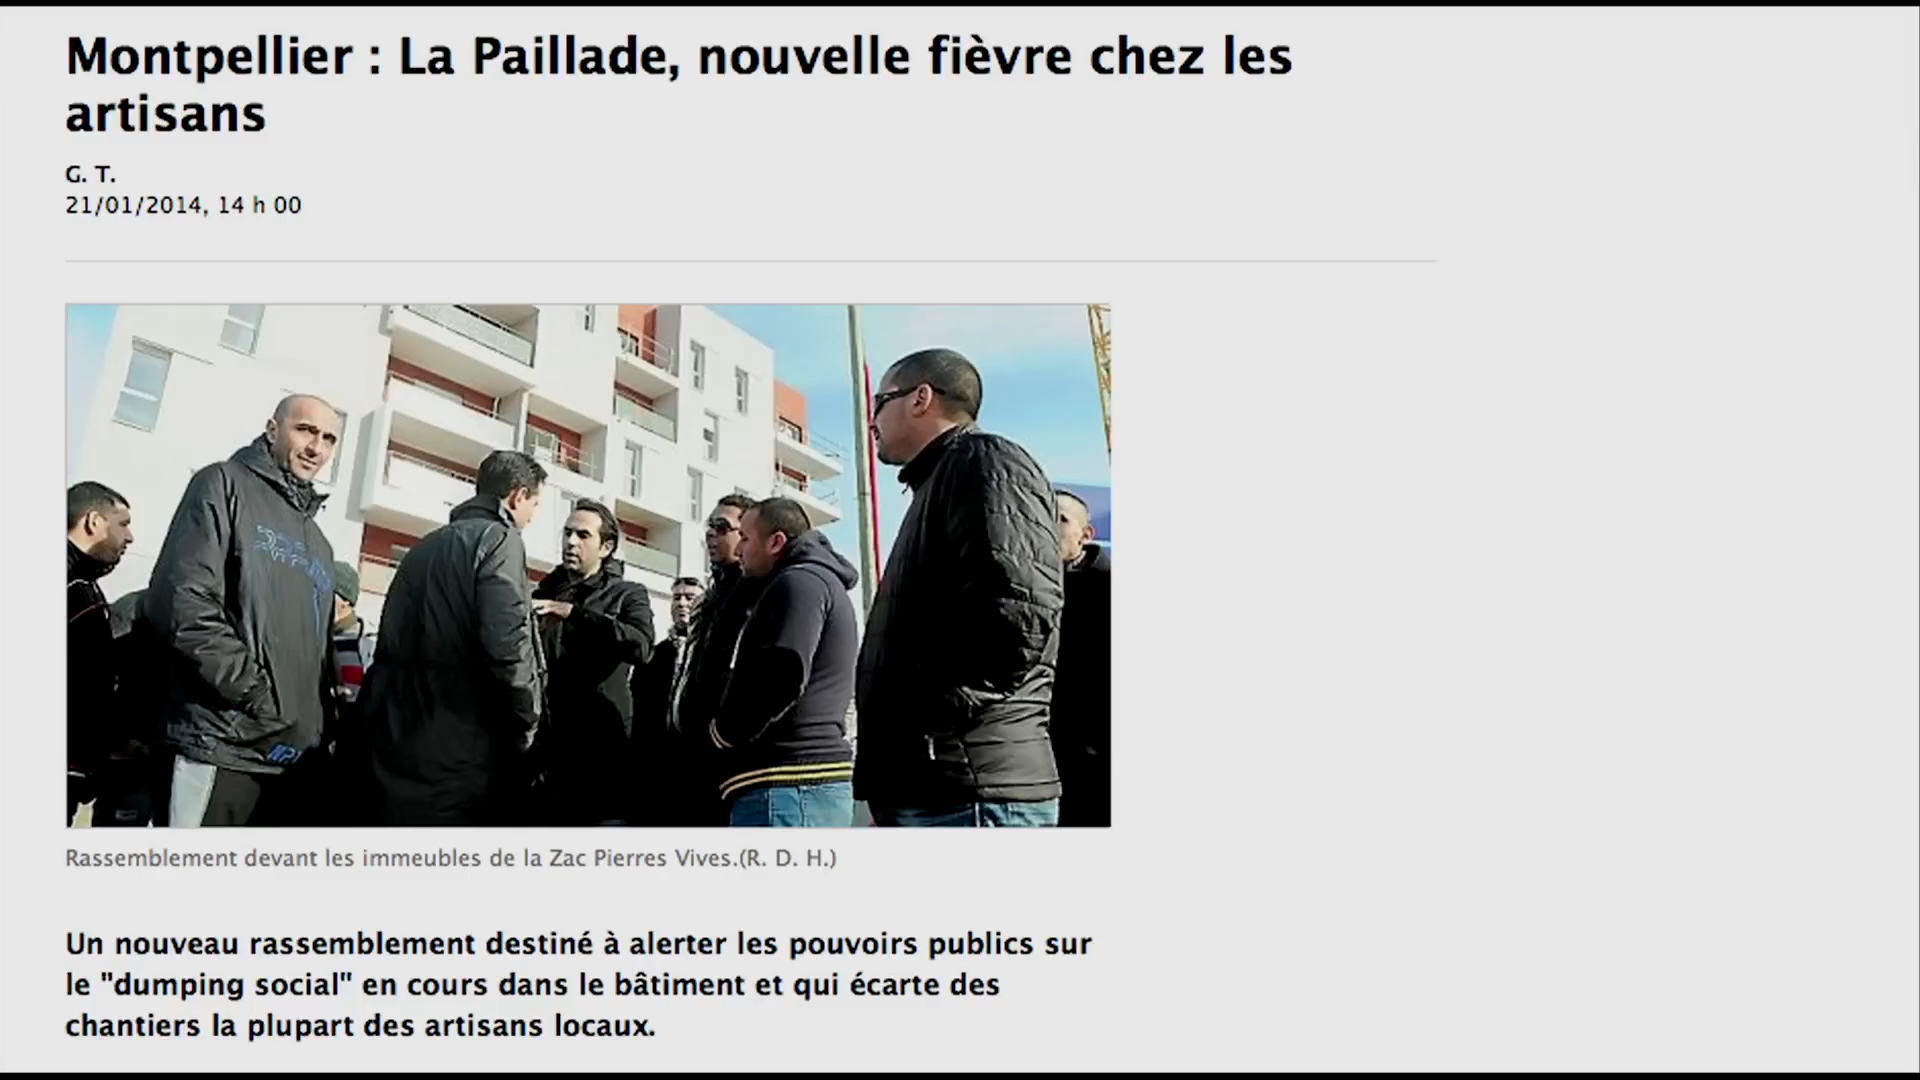 Montpellier : La Paillade, nouvelle fièvre chez les
artisans
G. T.
21/01/2014, 14 h 00
Rassemblement devant les immeubles de la Zac Pierres Vives.(R. D. H.)
Un nouveau rassemblement destiné à alerter les pouvoirs publics sur
le "dumping social" en cours dans le bâtiment et qui écarte des
chantiers la plupart des artisans locaux.